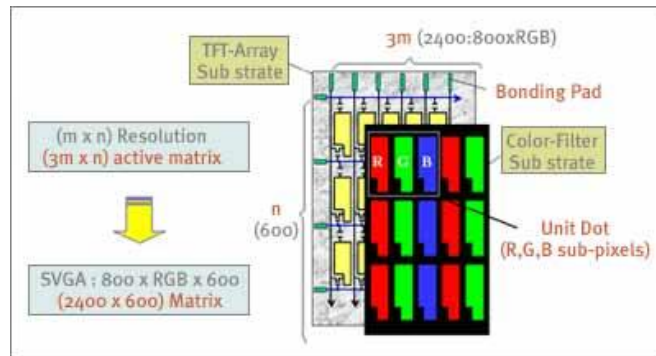 3m (2400:800xRGB)
TFT-Array
Sub strate
Bonding Pad
(m x n) Resolution
(3m x n) active matrix
Color-Filter
Sub strate
R G B
n
(600)
Unit Dot
(R,G,B sub-pixels)
SVGA : 800 x RGB x 600
(2400 x 600) Matrix